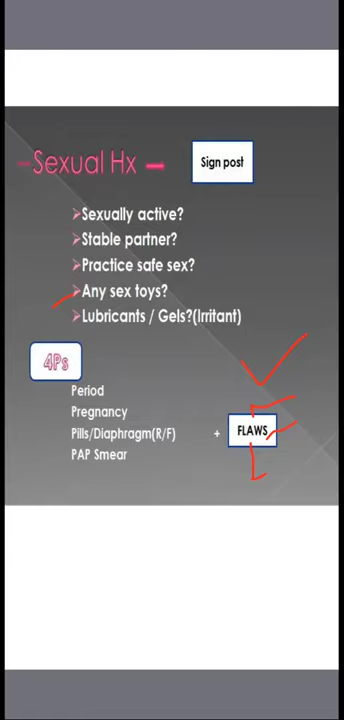 Sexual Hx
Sign post
Sexually active?
Stable partner?
Practice safe sex?
Any sex toys?
Lubricants / Gels?(Irritant)
4Ps
Period
Pregnancy
Pills/Diaphragm(R/F) + FLAWS
PAP Smear